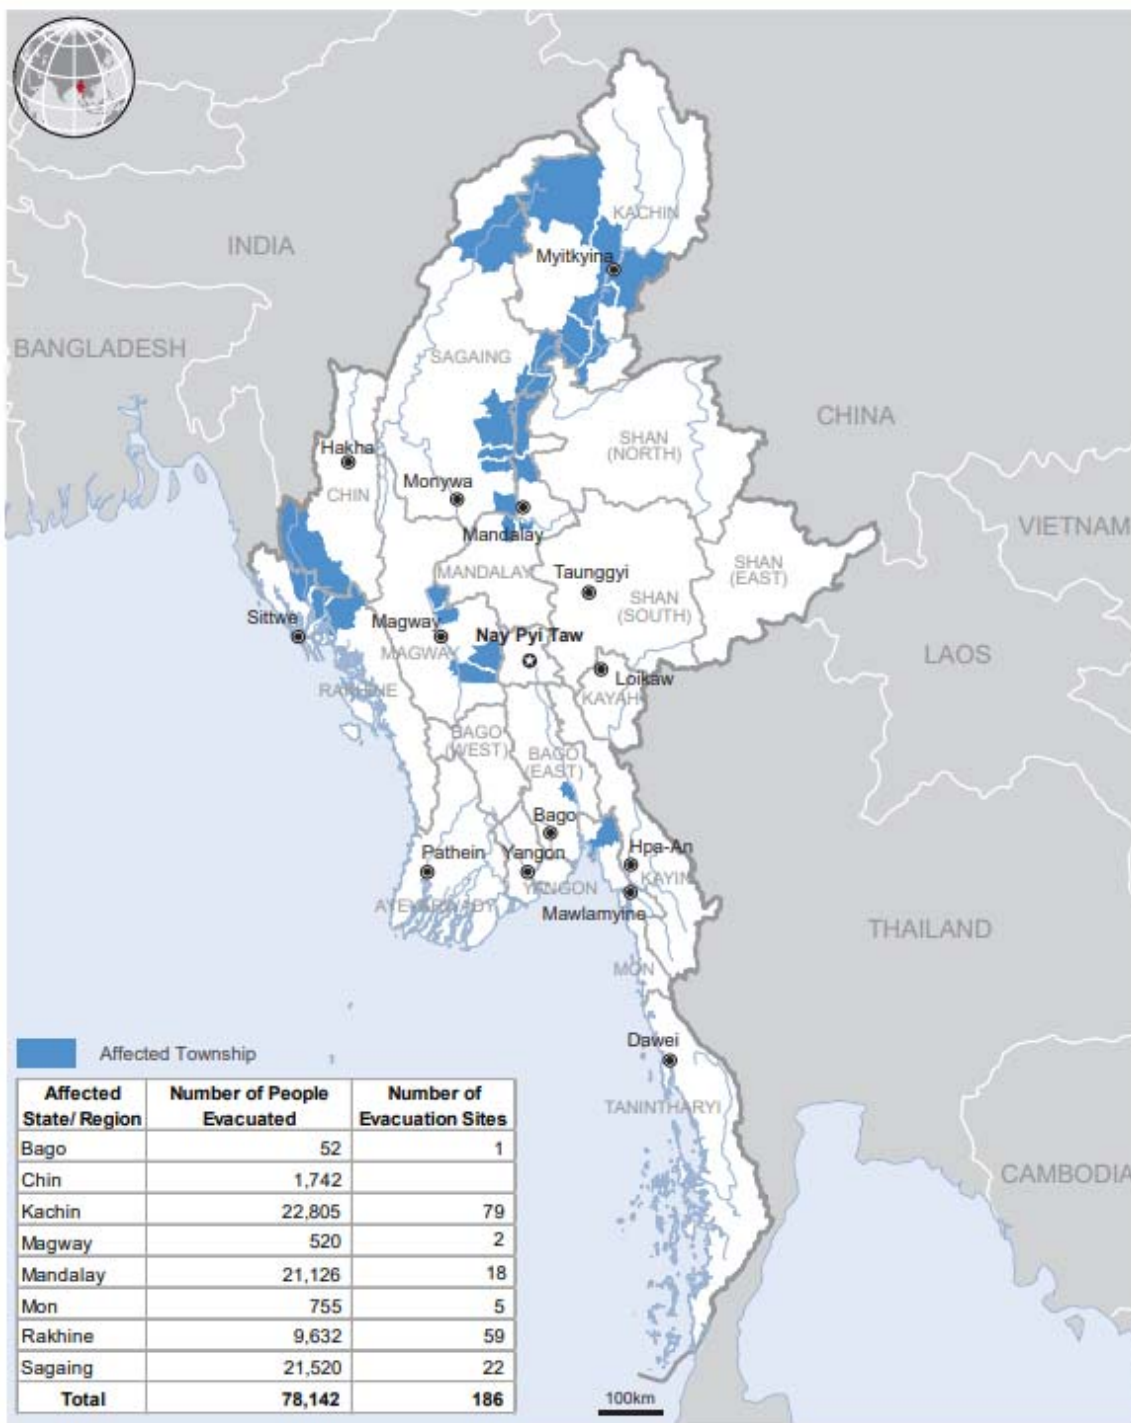 KACHIN
INDIA
Myitkyina
BANGLADESH
SAGAING
CHINA
SHAN
(NORTH)
Hakha
Monywa
CHIN
VIETNAM
Mandalay
MANDALAY
Taunggyi
SHAN
(EAST)
SHAN
(SOUTH)
Sittwe
Magway
Nay Pyi Taw
MAGWAY
LAOS
Loikaw
RAKHINE
KAYAH
BAGO
(WEST)
BAGO
(EAST)
Bago
Pathein
Yangon
Hpa-An
KAYIN
YANGON
AYEYARWADY
Mawlamyine
THAILAND
MON
Dawei
TANINTHARYI
CAMBODIA
Affected Township
Affected State/ Region Number of People Evacuated Number of Evacuation Sites
Bago 52 1
Chin 1,742
Kachin 22,805 79
Magway 520 2
Mandalay 21,126 18
Mon 755 5
Rakhine 9,632 59
Sagaing 21,520 22
Total 78,142 186
100km